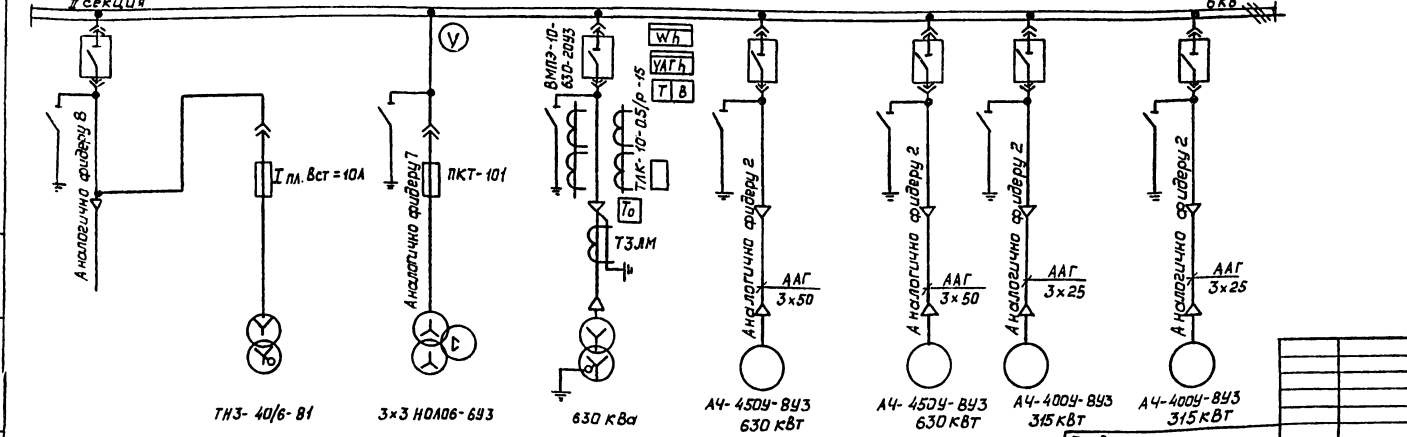 II секция
6кВ
V
ВМПЭ-10-
630-20У3
Wh
VАГh
Т В
ТЛК-10-0.5/Р-15
Аналогично фидеру 8
I пл. Вст = 10А
Аналогично фидеру 7
ПКТ-101
То
ТЗЛМ
Аналогично фидеру 2
ААГ
3×50
Аналогично фидеру 2
ААГ
3×50
Аналогично фидеру 2
ААГ
3×25
Аналогично фидеру 2
ААГ
3×25
ТНЗ- 40/6- 81
3×3 НОЛ06-6У3
630 кВа
А4- 450У-8У3
630 кВт
А4- 450У-8У3
630 кВт
А4-400У-8У3
315 кВт
А4-400У-8У3
315 кВт